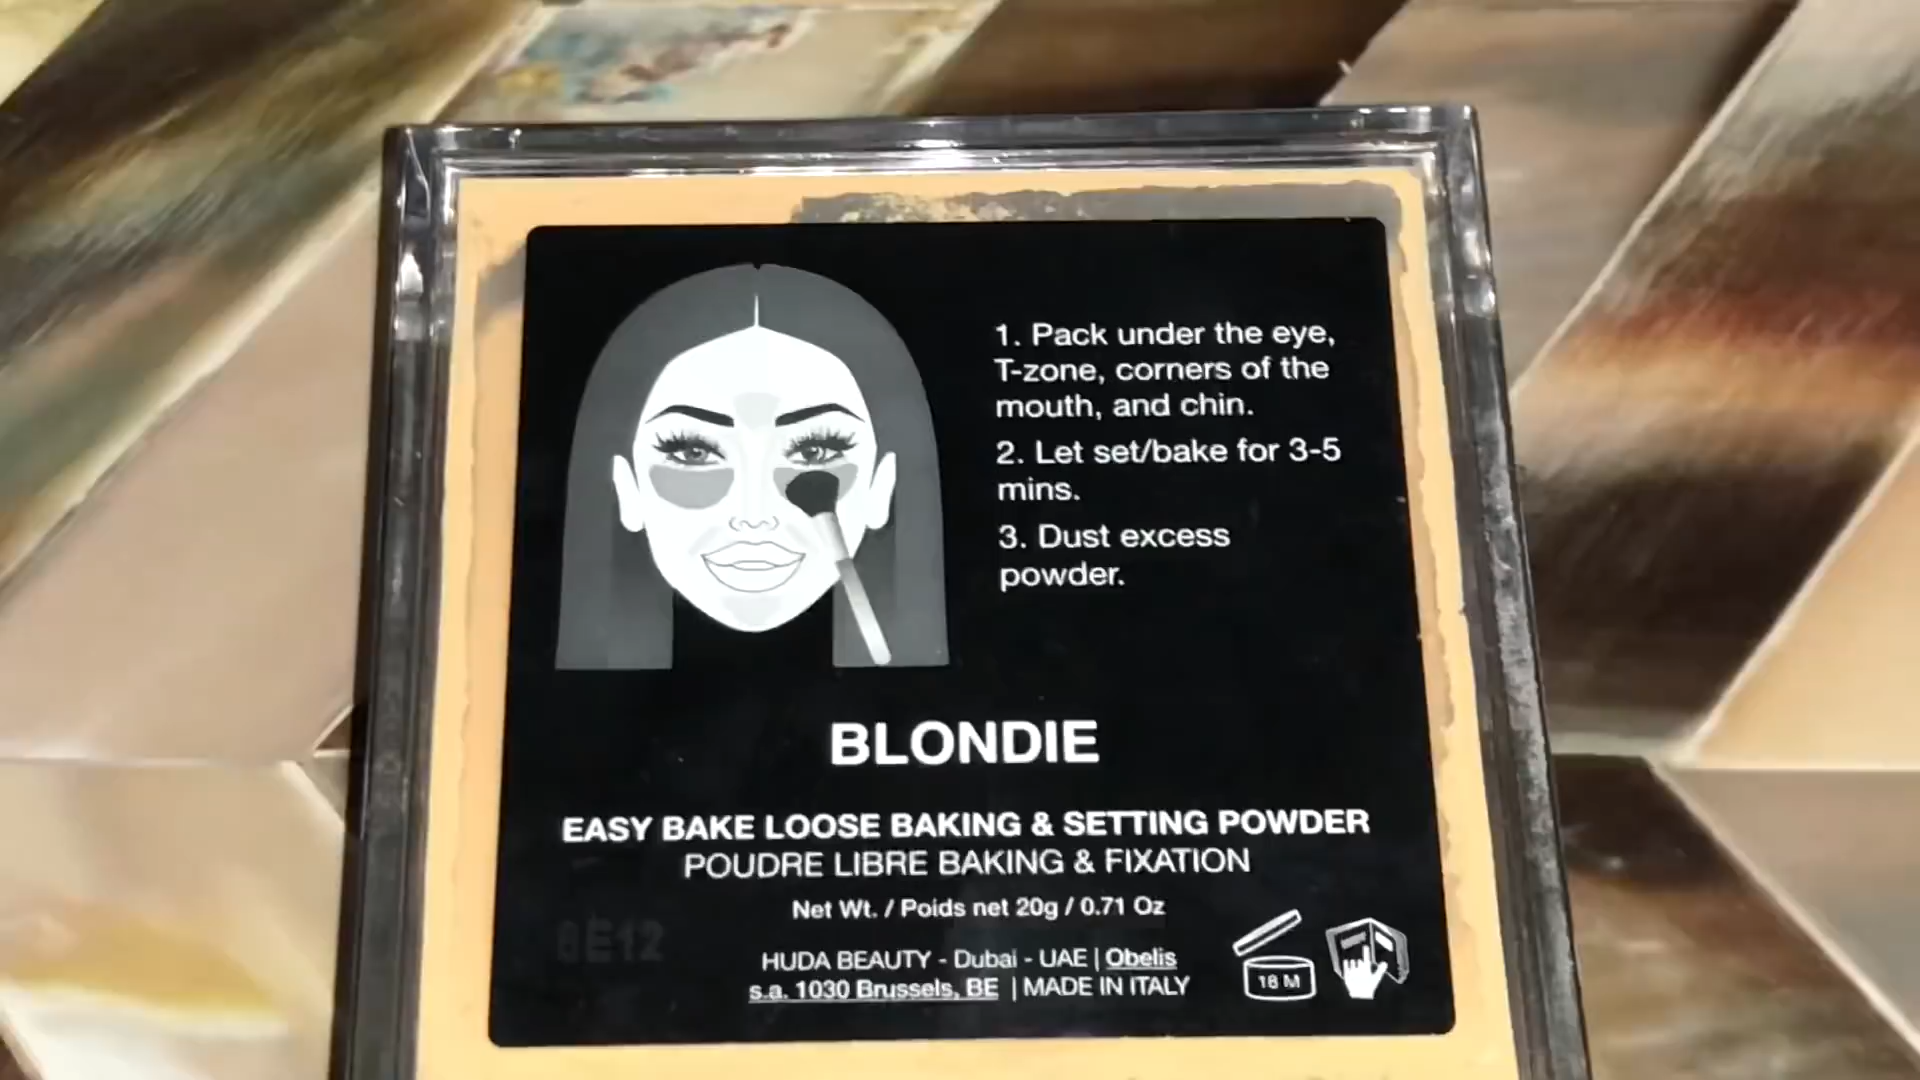 1. Pack under the eye,
T-zone, corners of the
mouth, and chin.
2. Let set/bake for 3-5
mins.
3. Dust excess
powder.
BLONDIE
EASY BAKE LOOSE BAKING & SETTING POWDER
POUDRE LIBRE BAKING & FIXATION
Net Wt. / Poids net 20g / 0.71 Oz
HUDA BEAUTY - Dubai - UAE | Obelis
s.a. 1030 Brussels, BE | MADE IN ITALY
18 M